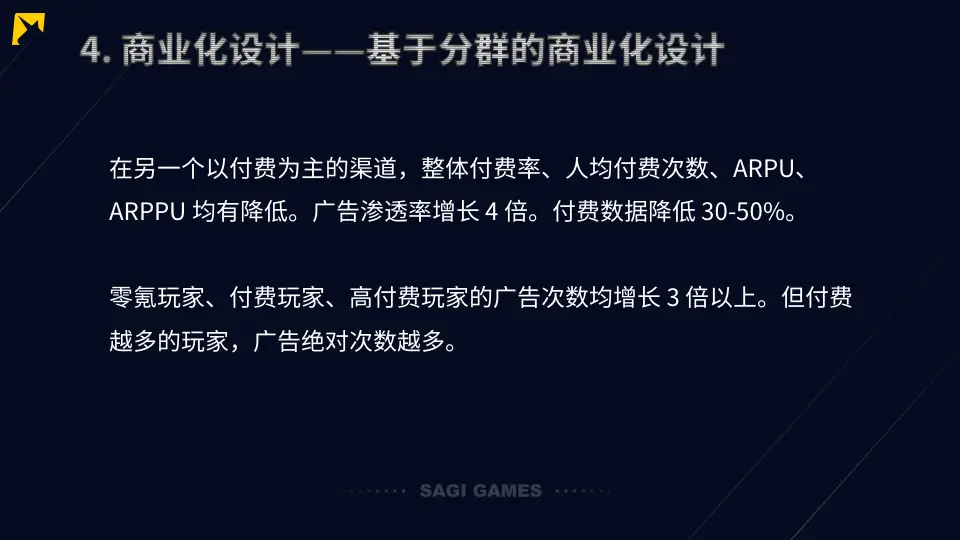 4. 商业化设计——基于分群的商业化设计
在另一个以付费为主的渠道，整体付费率、人均付费次数、ARPU、
ARPPU 均有降低。广告渗透率增长 4 倍。付费数据降低 30-50%。
零氪玩家、付费玩家、高付费玩家的广告次数均增长 3 倍以上。但付费
越多的玩家，广告绝对次数越多。
SAGI GAMES